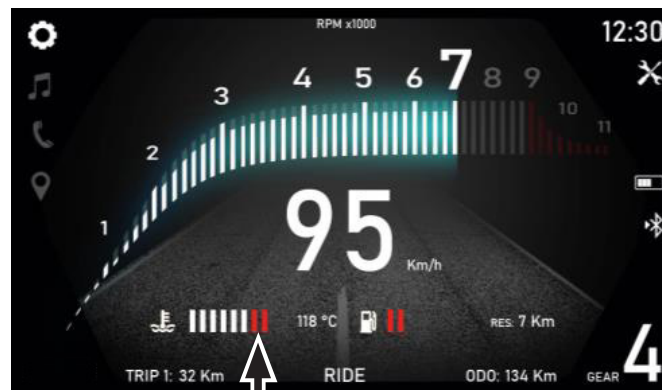 RPM x1000
12:30
1 2 3 4 5 6 7 8 9 10 11
95
Km/h
118 °C
RES: 7 Km
TRIP 1: 32 Km
RIDE
ODO: 134 Km
GEAR 4